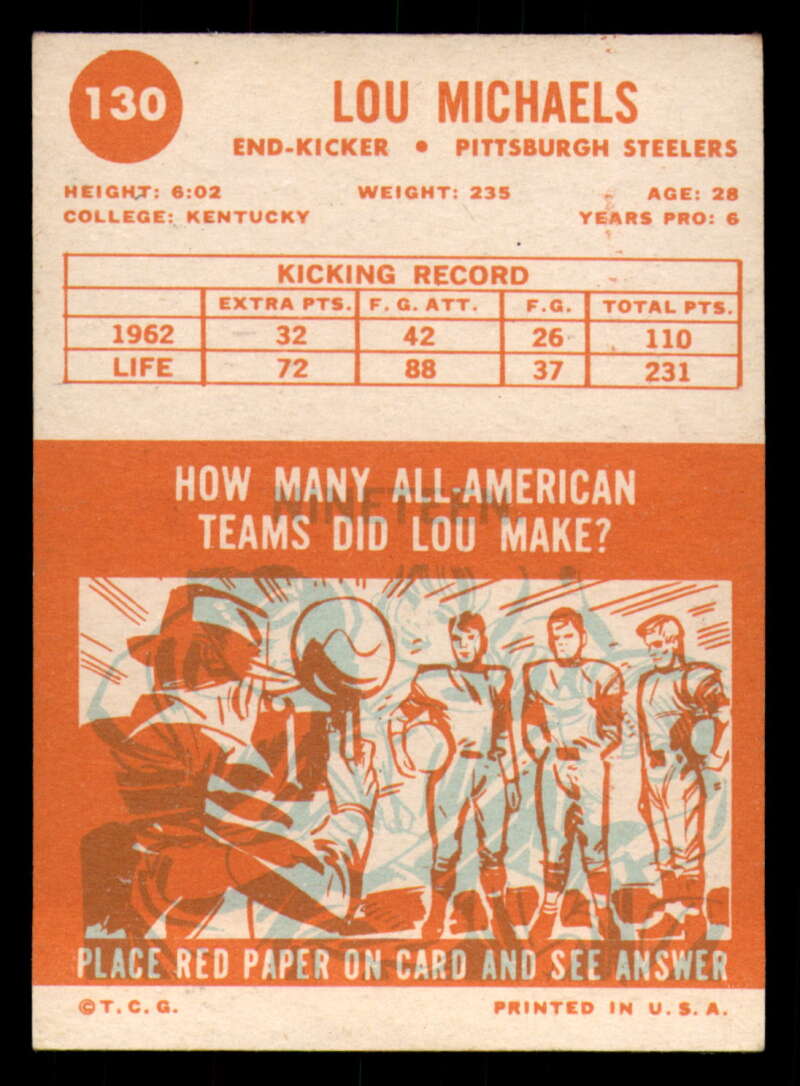 130
LOU MICHAELS
END-KICKER • PITTSBURGH STEELERS
HEIGHT: 6:02 WEIGHT: 235 AGE: 28
COLLEGE: KENTUCKY YEARS PRO: 6
KICKING RECORD
EXTRA PTS. F. G. ATT. F.G. TOTAL PTS.
1962 32 42 26 110
LIFE 72 88 37 231
HOW MANY ALL-AMERICAN
NINETEEN
TEAMS DID LOU MAKE?
PLACE RED PAPER ON CARD AND SEE ANSWER
© T. C. G. PRINTED IN U. S. A.